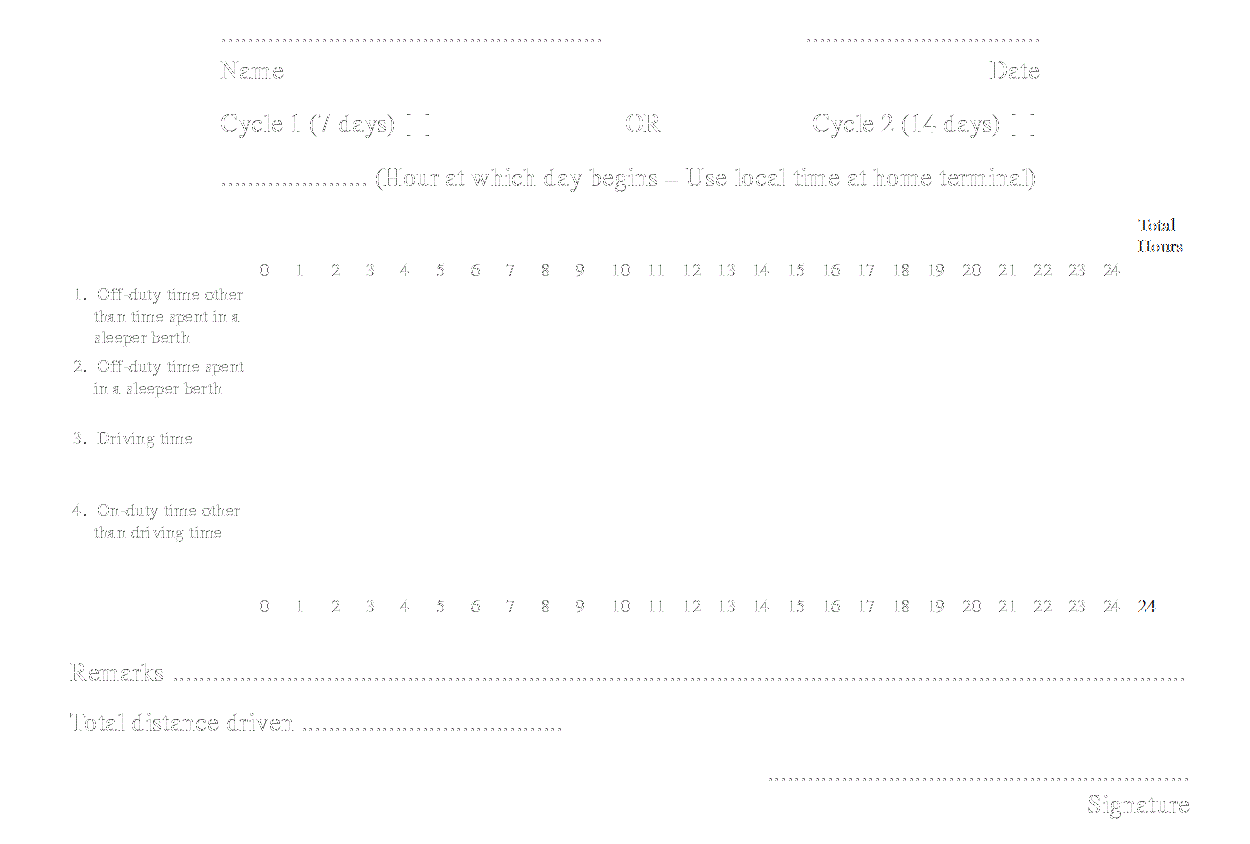 ....................................................... ..................................
Name Date
Cycle 1 (7 days) [ ] OR Cycle 2 (14 days) [ ]
..................... (Hour at which day begins – Use local time at home terminal)
Total
Hours
0 1 2 3 4 5 6 7 8 9 10 11 12 13 14 15 16 17 18 19 20 21 22 23 24
1. Off-duty time other
than time spent in a
sleeper berth
2. Off-duty time spent
in a sleeper berth
3. Driving time
4. On-duty time other
than driving time
0 1 2 3 4 5 6 7 8 9 10 11 12 13 14 15 16 17 18 19 20 21 22 23 24 24
Remarks ..................................................................................................................................................
Total distance driven ......................................
.............................................................
Signature